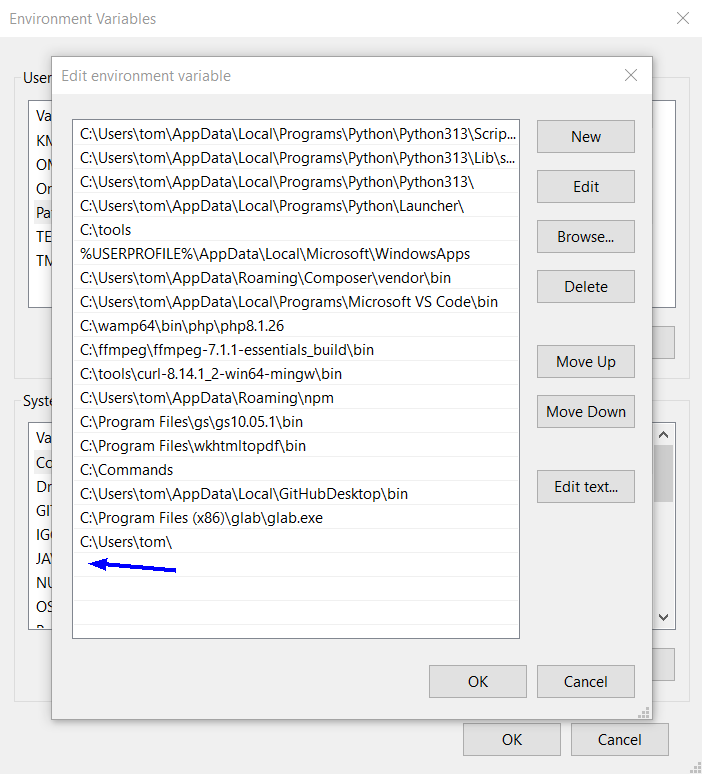 Environment Variables
Edit environment variable
User
C:\Users\tom\AppData\Local\Programs\Python\Python313\Scrip...
New
Va
C:\Users\tom\AppData\Local\Programs\Python\Python313\Lib\s...
KM
C:\Users\tom\AppData\Local\Programs\Python\Python313\
Edit
OM
C:\Users\tom\AppData\Local\Programs\Python\Launcher\
On
C:\tools
Browse...
Pa
%USERPROFILE%\AppData\Local\Microsoft\WindowsApps
TE
C:\Users\tom\AppData\Roaming\Composer\vendor\bin
Delete
TM
C:\Users\tom\AppData\Local\Programs\Microsoft VS Code\bin
C:\wamp64\bin\php\php8.1.26
C:\ffmpeg\ffmpeg-7.1.1-essentials_build\bin
Move Up
C:\tools\curl-8.14.1_2-win64-mingw\bin
C:\Users\tom\AppData\Roaming\npm
Move Down
Syste
C:\Program Files\gs\gs10.05.1\bin
Va
C:\Program Files\wkhtmltopdf\bin
Co
C:\Commands
Dr
C:\Users\tom\AppData\Local\GitHubDesktop\bin
Edit text...
GI
C:\Program Files (x86)\glab\glab.exe
IG
C:\Users\tom\
JA
NU
OS
OK
Cancel
OK
Cancel